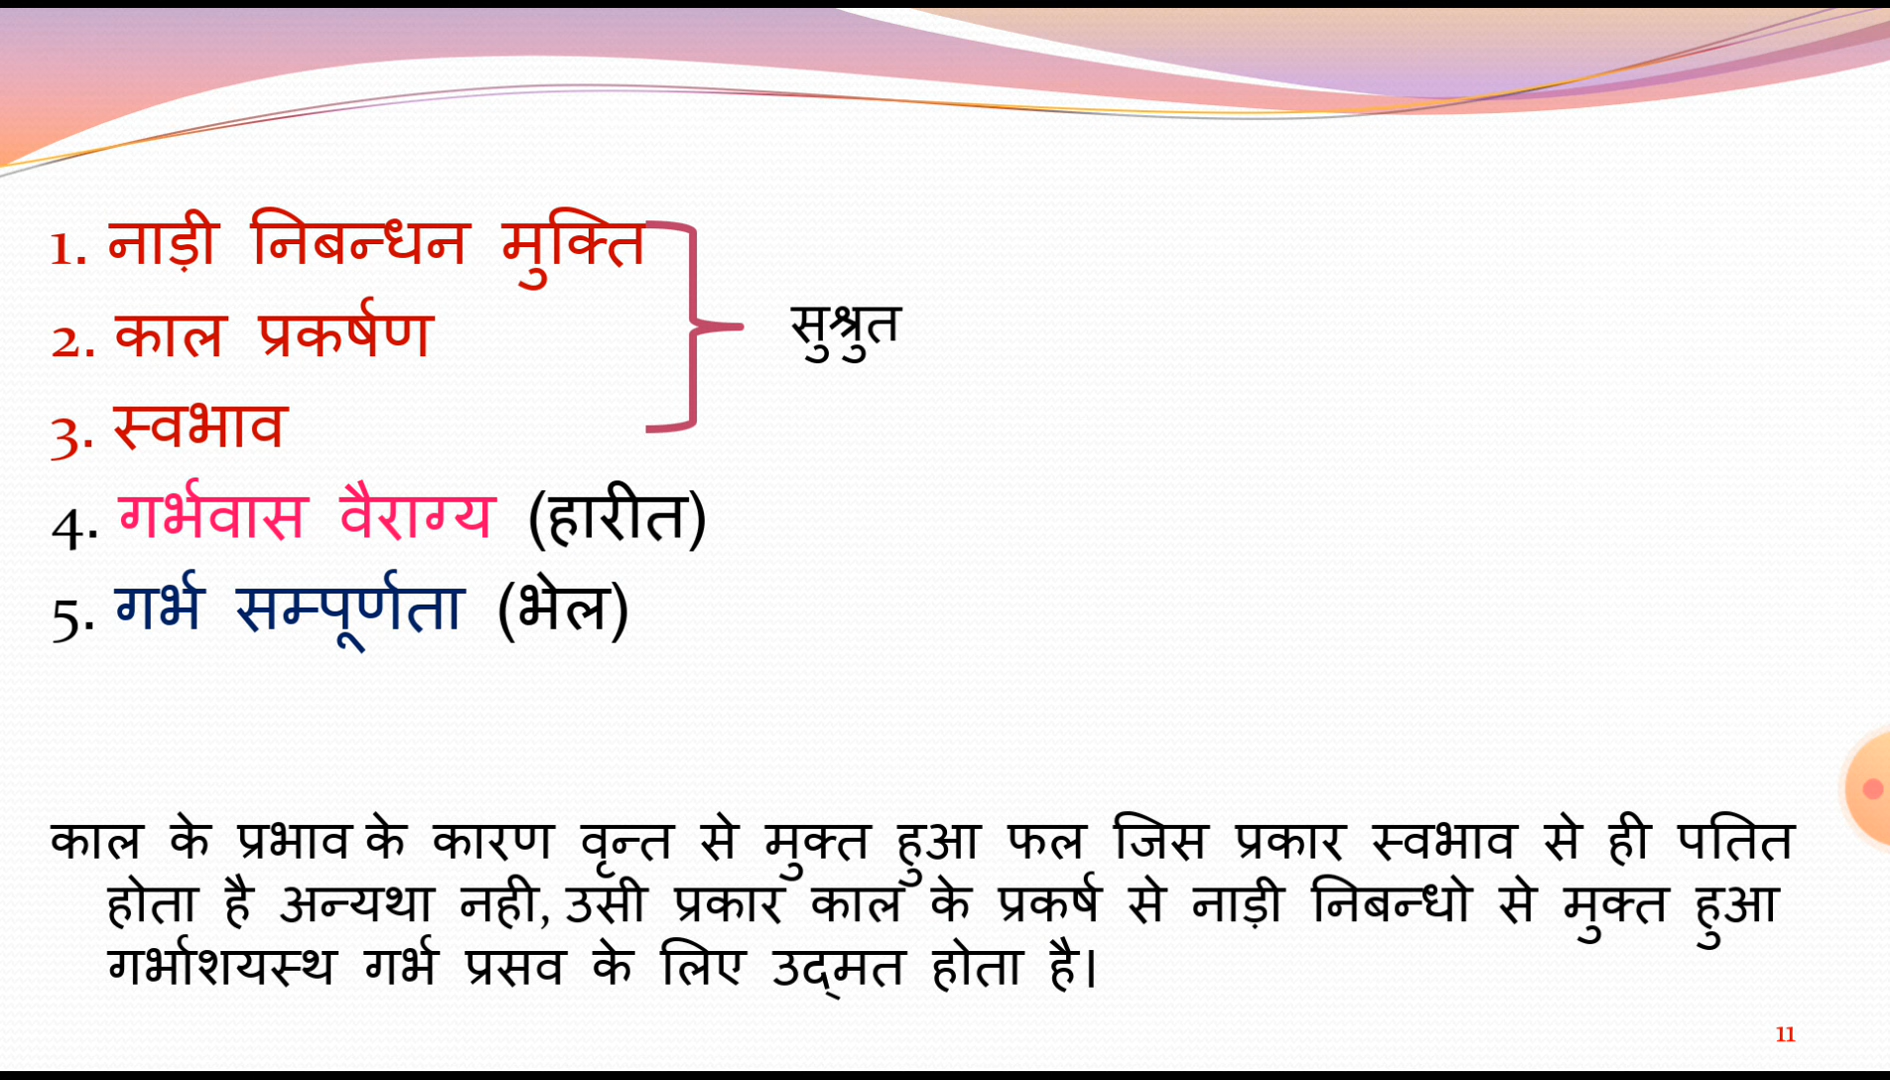 1. नाड़ी निबन्धन मुक्ति
2. काल प्रकर्षण
सुश्रुत
3. स्वभाव
4. गर्भवास वैराग्य (हारीत)
5. गर्भ सम्पूर्णता (भेल)
काल के प्रभाव के कारण वृन्त से मुक्त हुआ फल जिस प्रकार स्वभाव से ही पतित
होता है अन्यथा नही, उसी प्रकार काल के प्रकर्ष से नाड़ी निबन्धो से मुक्त हुआ
गर्भाशयस्थ गर्भ प्रसव के लिए उद्‌मत होता है।
11